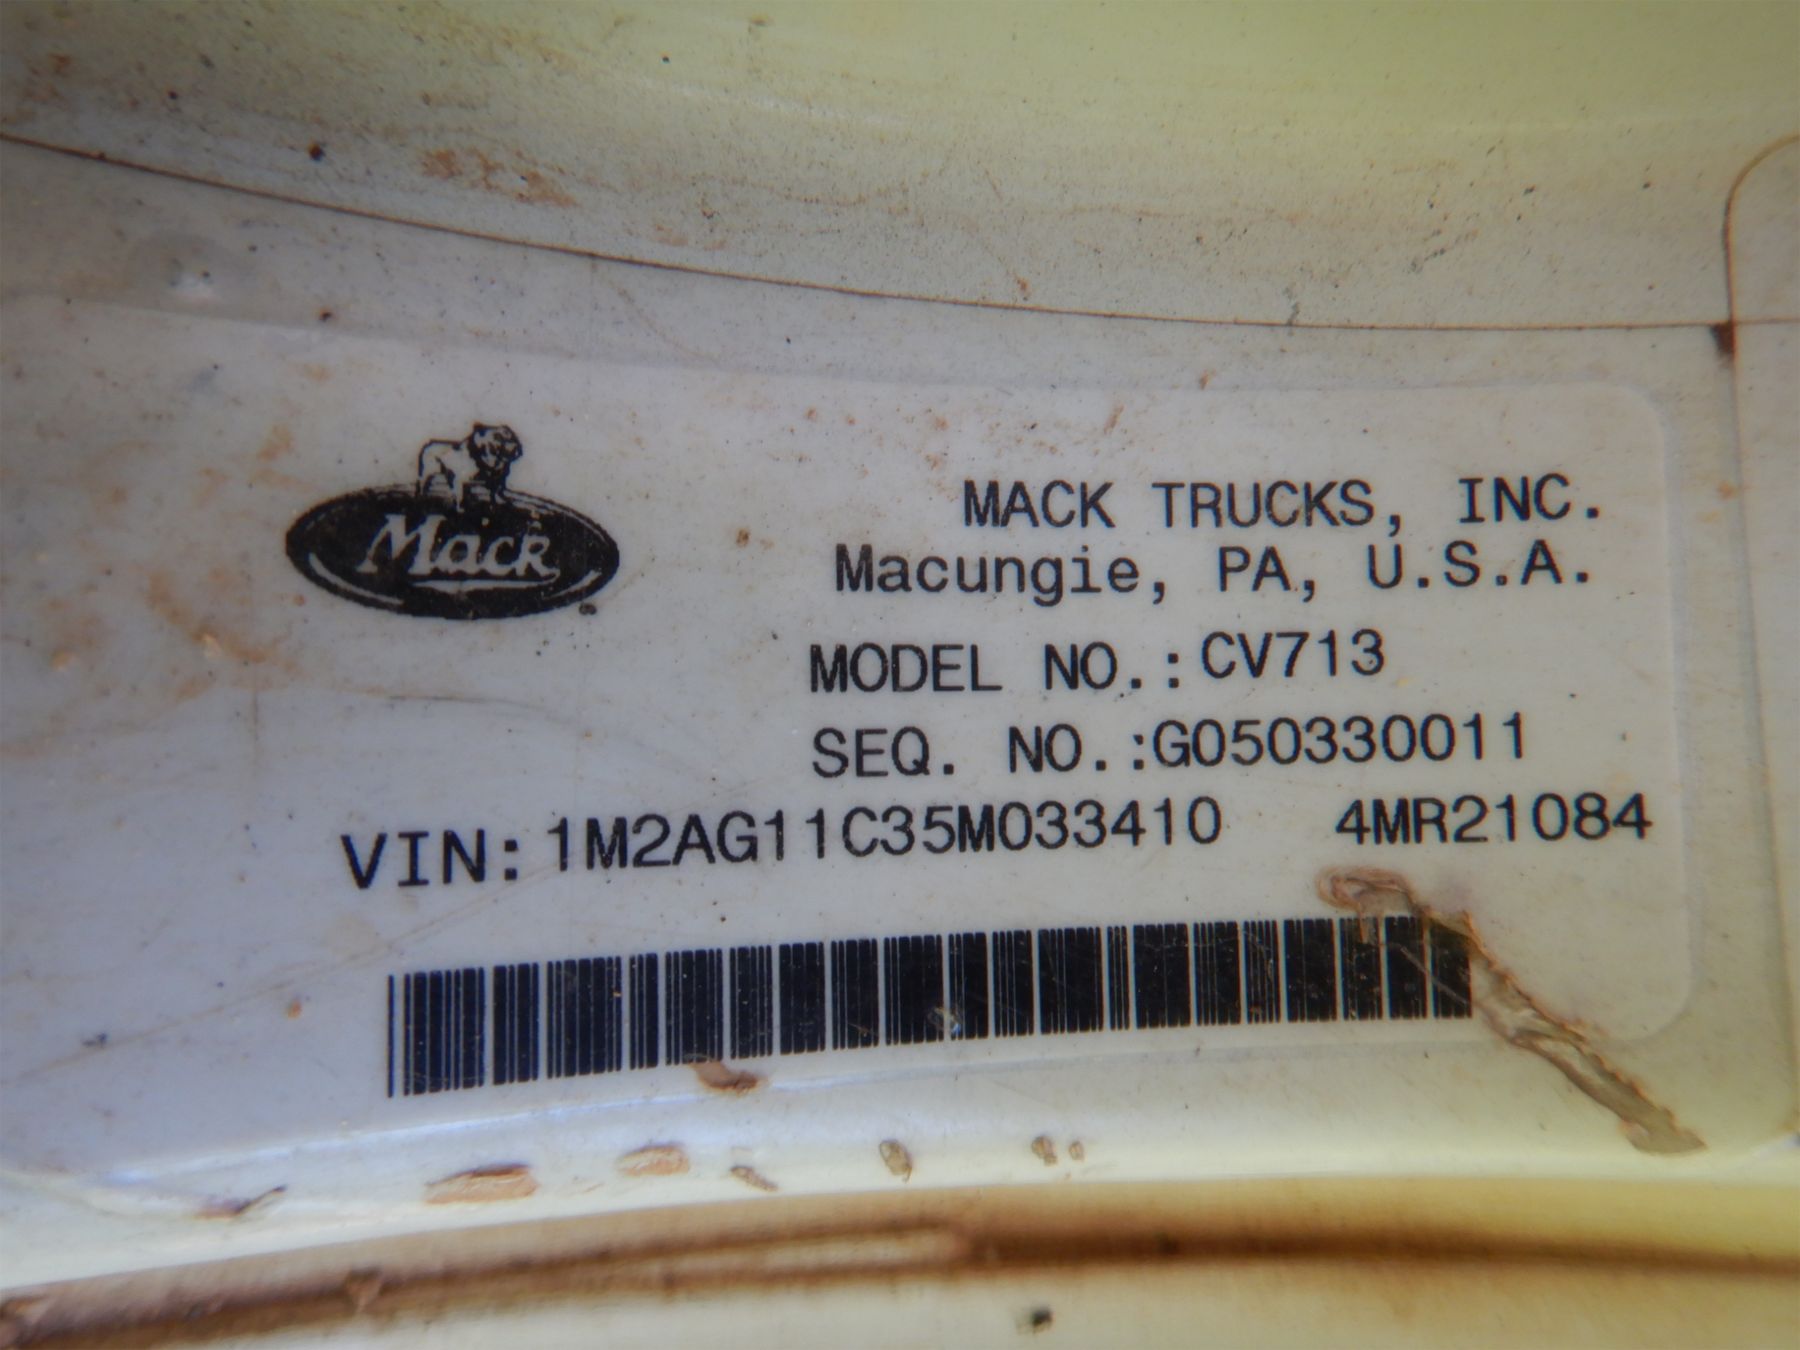 Mack
MACK TRUCKS, INC.
Macungie, PA, U.S.A.
MODEL NO.: CV713
SEQ. NO.:G050330011
VIN: 1M2AG11C35M033410 4MR21084